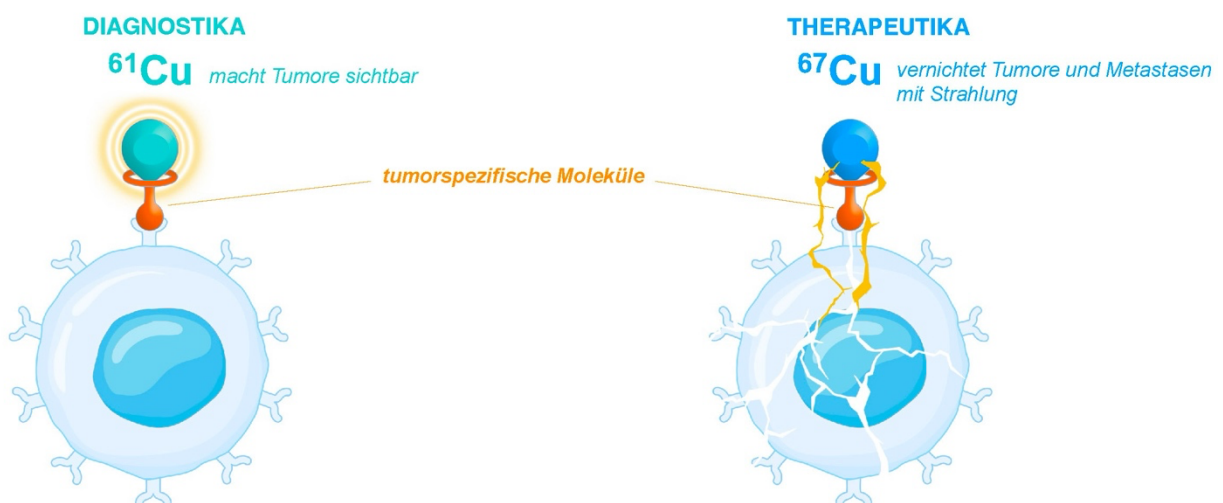 DIAGNOSTIKA
⁶¹Cu macht Tumore sichtbar
THERAPEUTIKA
⁶⁷Cu vernichtet Tumore und Metastasen
mit Strahlung
tumorspezifische Moleküle